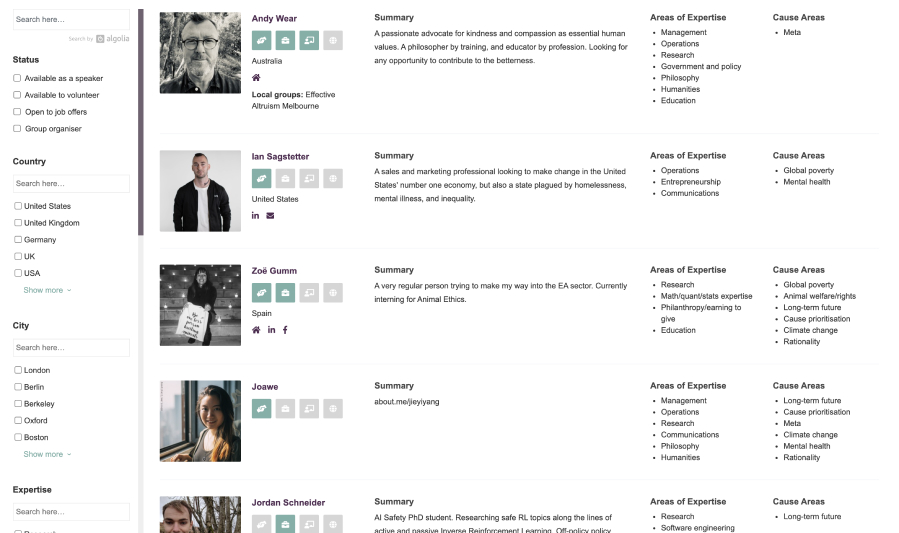 Search here...
Search by algolia
Status
Available as a speaker
Available to volunteer
Open to job offers
Group organiser
Country
Search here...
United States
United Kingdom
Germany
UK
USA
Show more
City
Search here...
London
Berlin
Berkeley
Oxford
Boston
Show more
Expertise
Search here...
Research
Andy Wear
Australia
Local groups: Effective
Altruism Melbourne
Summary
A passionate advocate for kindness and compassion as essential human
values. A philosopher by training, and educator by profession. Looking for
any opportunity to contribute to the betterness.
Areas of Expertise
Management
Operations
Research
Government and policy
Philosophy
Humanities
Education
Cause Areas
Meta
Ian Sagstetter
United States
Summary
A sales and marketing professional looking to make change in the United
States' number one economy, but also a state plagued by homelessness,
mental illness, and inequality.
Areas of Expertise
Operations
Entrepreneurship
Communications
Cause Areas
Global poverty
Mental health
Zoë Gumm
Spain
Summary
A very regular person trying to make my way into the EA sector. Currently
interning for Animal Ethics.
Areas of Expertise
Research
Math/quant/stats expertise
Philanthropy/earning to
give
Education
Cause Areas
Global poverty
Animal welfare/rights
Long-term future
Cause prioritisation
Climate change
Rationality
Joawe
Summary
about.me/jieyiyang
Areas of Expertise
Management
Operations
Research
Communications
Philosophy
Humanities
Cause Areas
Long-term future
Cause prioritisation
Meta
Climate change
Mental health
Rationality
Jordan Schneider
Summary
AI Safety PhD student. Researching safe RL topics along the lines of
active and passive Inverse Reinforcement Learning, Off-policy policy
Areas of Expertise
Research
Software engineering
Cause Areas
Long-term future